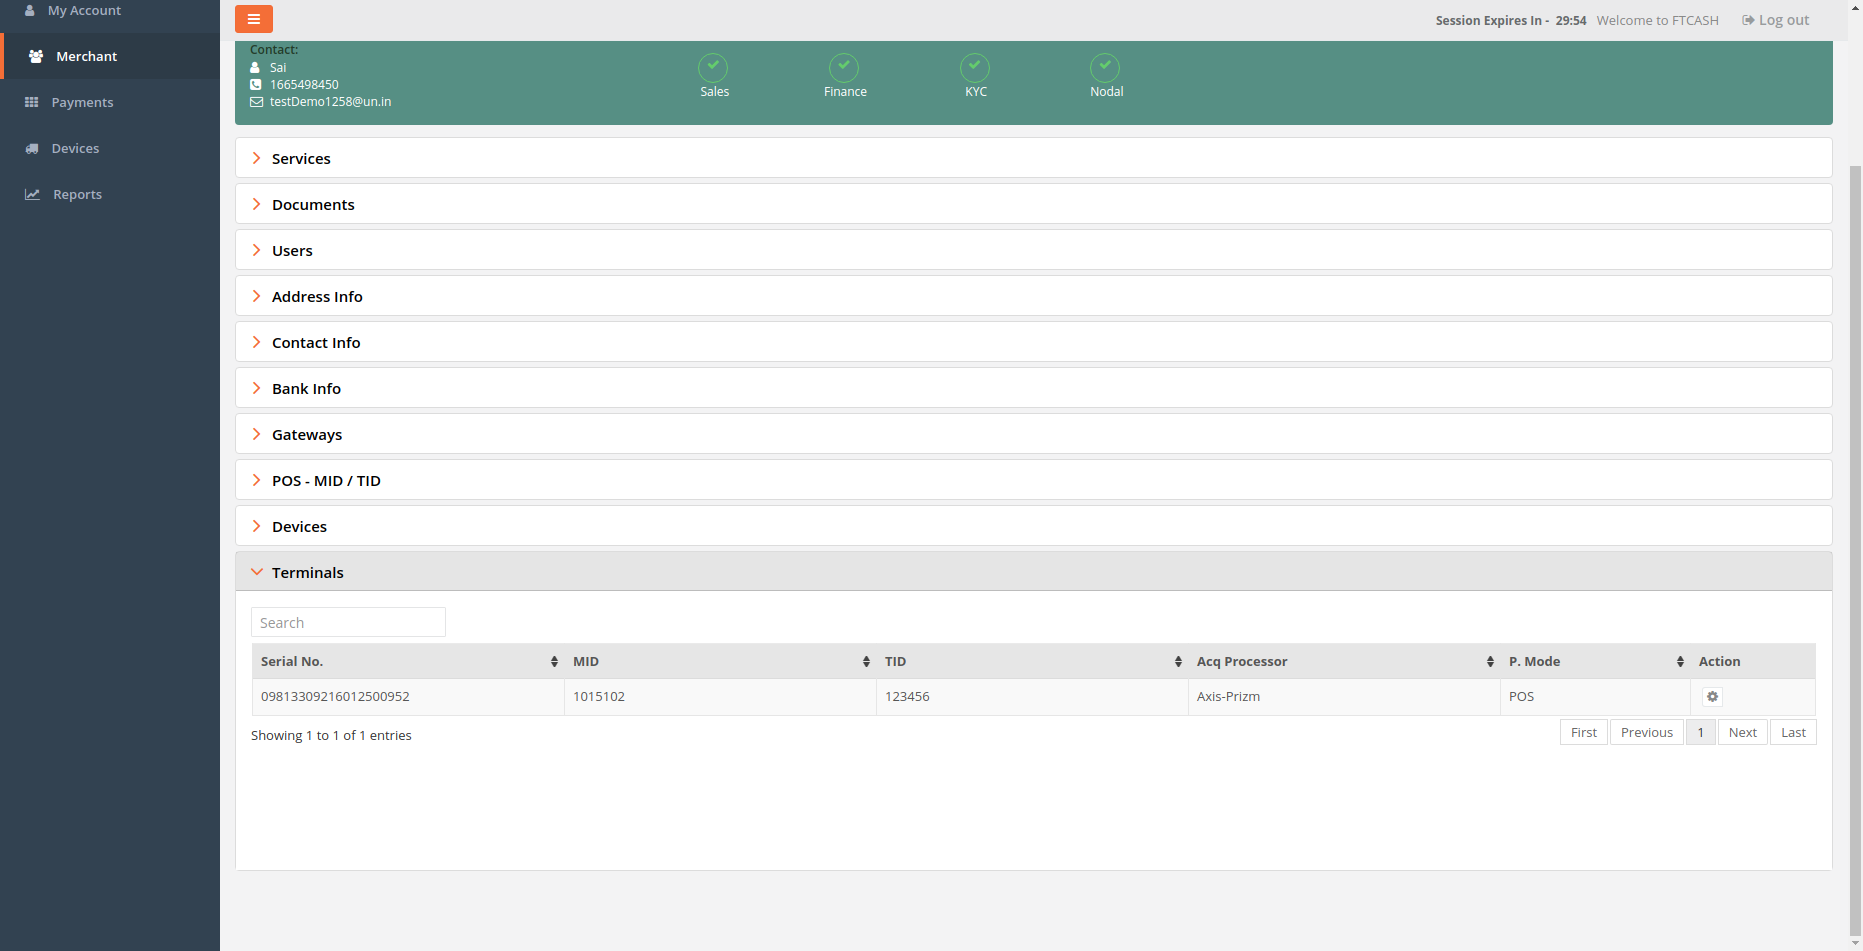 My Account
Merchant
Payments
Devices
Reports
Session Expires In - 29:54 Welcome to FTCASH Log out
Contact:
Sai
1665498450
testDemo1258@un.in
Sales Finance KYC Nodal
Services
Documents
Users
Address Info
Contact Info
Bank Info
Gateways
POS - MID / TID
Devices
Terminals
Search
Serial No. MID TID Acq Processor P. Mode Action
09813309216012500952 1015102 123456 Axis-Prizm POS
Showing 1 to 1 of 1 entries
First Previous 1 Next Last